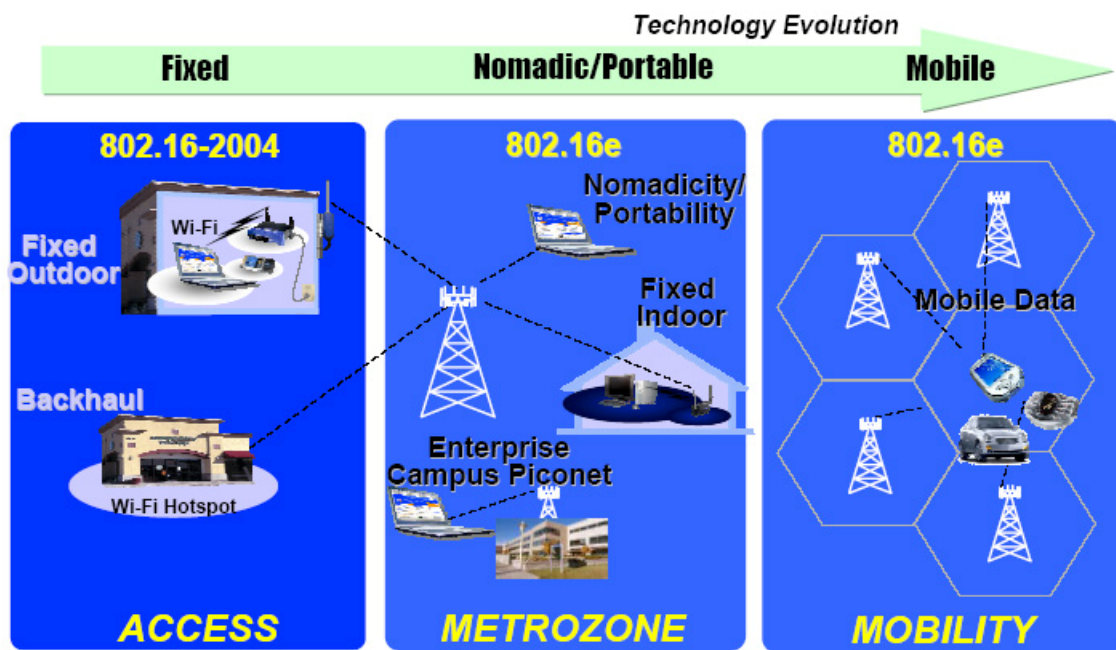 Technology Evolution
Fixed
Nomadic/Portable
Mobile
802.16-2004
Wi-Fi
Fixed
Outdoor
Backhaul
Wi-Fi Hotspot
ACCESS
802.16e
Nomadicity/
Portability
Fixed
Indoor
Enterprise
Campus Piconet
METROZONE
802.16e
Mobile Data
MOBILITY